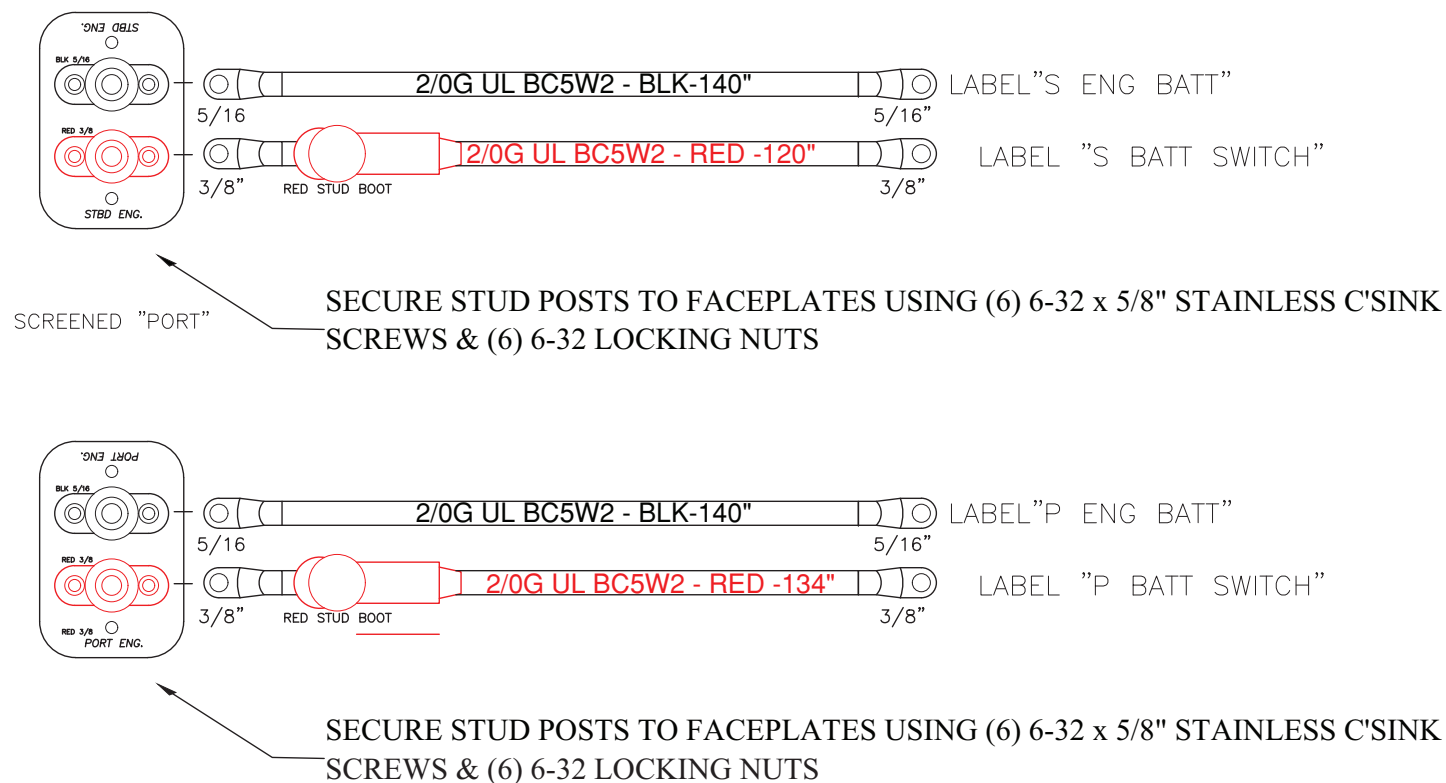 STBD ENG.
BLK 5/16
2/0G UL BC5W2 - BLK-140"
LABEL"S ENG BATT"
5/16
5/16"
RED 3/8
2/0G UL BC5W2 - RED -120"
LABEL "S BATT SWITCH"
3/8"
RED STUD BOOT
3/8"
STBD ENG.
SECURE STUD POSTS TO FACEPLATES USING (6) 6-32 x 5/8" STAINLESS C'SINK
SCREWS & (6) 6-32 LOCKING NUTS
SCREENED "PORT"
PORT ENG.
BLK 5/16
2/0G UL BC5W2 - BLK-140"
LABEL"P ENG BATT"
5/16
5/16"
RED 3/8
2/0G UL BC5W2 - RED -134"
LABEL "P BATT SWITCH"
3/8"
RED STUD BOOT
3/8"
RED 3/8
PORT ENG.
SECURE STUD POSTS TO FACEPLATES USING (6) 6-32 x 5/8" STAINLESS C'SINK
SCREWS & (6) 6-32 LOCKING NUTS